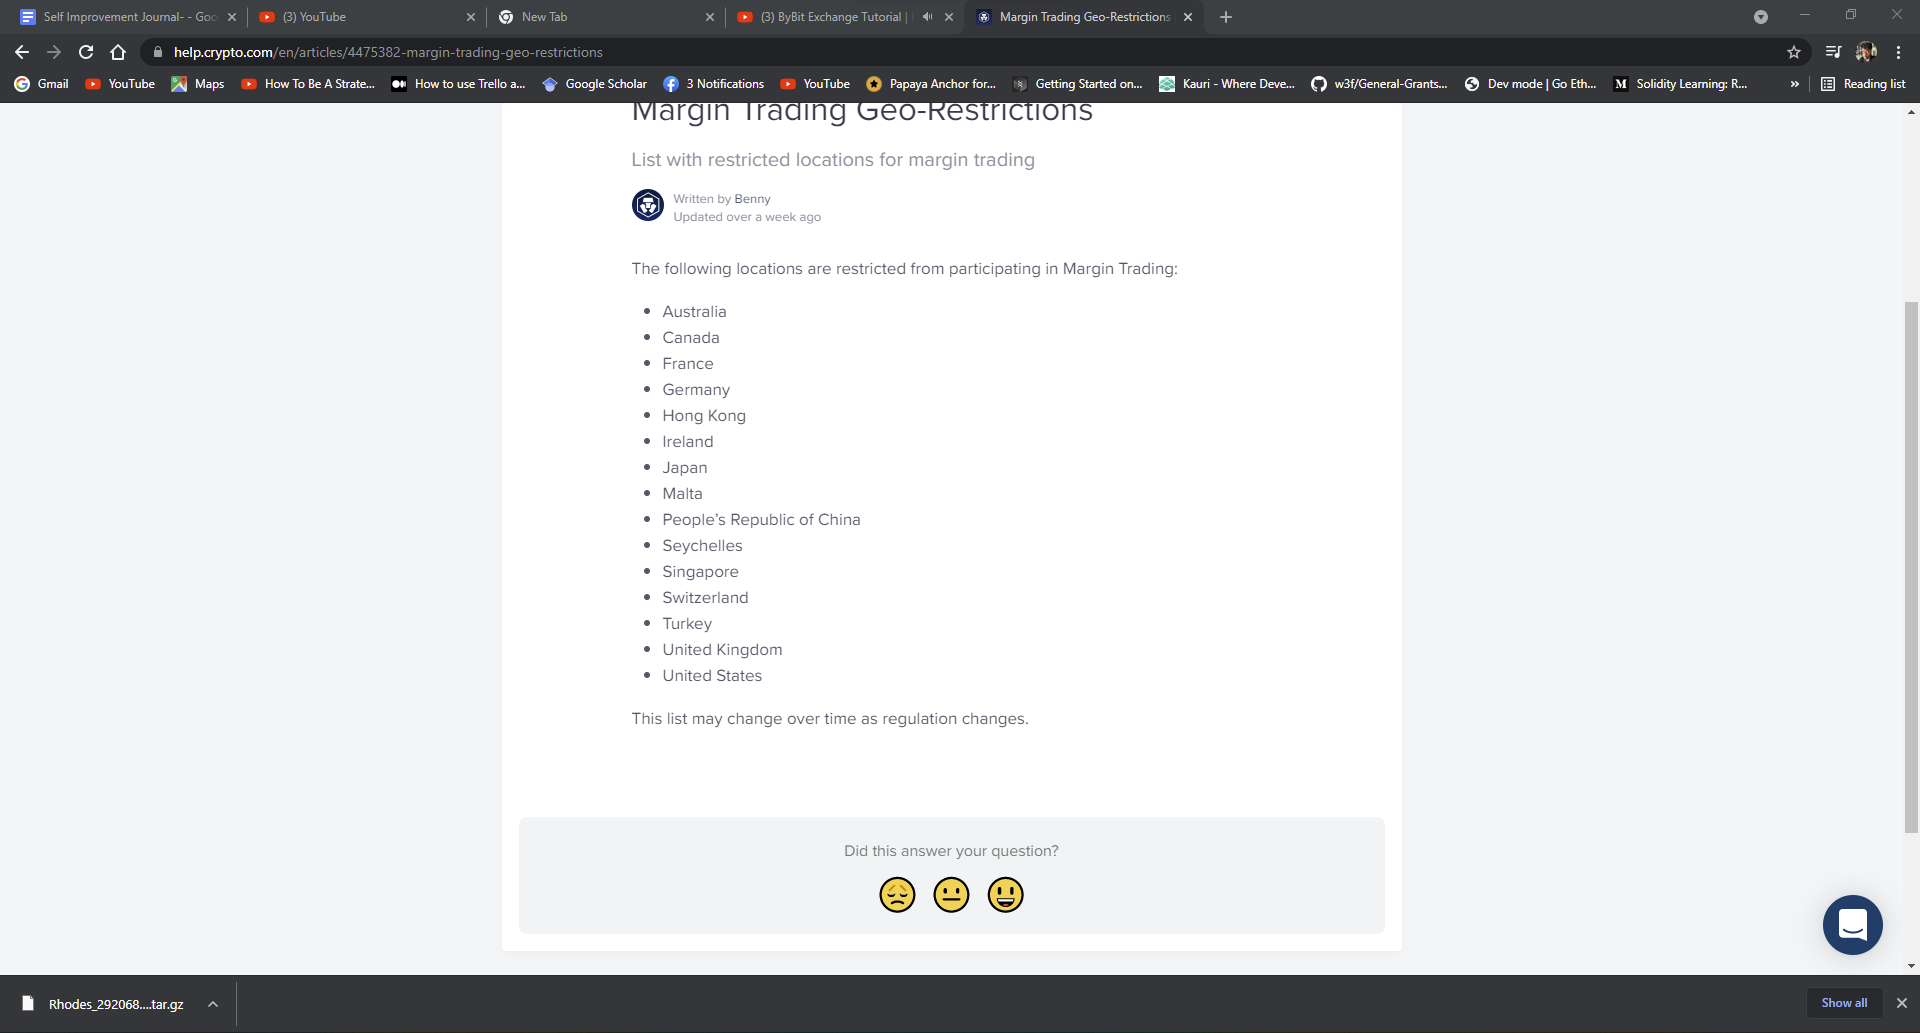 Self Improvement Journal- - Goo
(3) YouTube
New Tab
(3) ByBit Exchange Tutorial |
Margin Trading Geo-Restrictions
help.crypto.com/en/articles/4475382-margin-trading-geo-restrictions
Gmail
YouTube
Maps
How To Be A Strate...
How to use Trello a...
Google Scholar
3 Notifications
YouTube
Papaya Anchor for...
Getting Started on...
Kauri - Where Deve...
w3f/General-Grants...
Dev mode | Go Eth...
M
Solidity Learning: R...
»
Reading list
Margin Trading Geo-Restrictions
List with restricted locations for margin trading
Written by Benny
Updated over a week ago
The following locations are restricted from participating in Margin Trading:
• Australia
• Canada
• France
• Germany
• Hong Kong
• Ireland
• Japan
• Malta
• People’s Republic of China
• Seychelles
• Singapore
• Switzerland
• Turkey
• United Kingdom
• United States
This list may change over time as regulation changes.
Did this answer your question?
Rhodes_292068....tar.gz
Show all